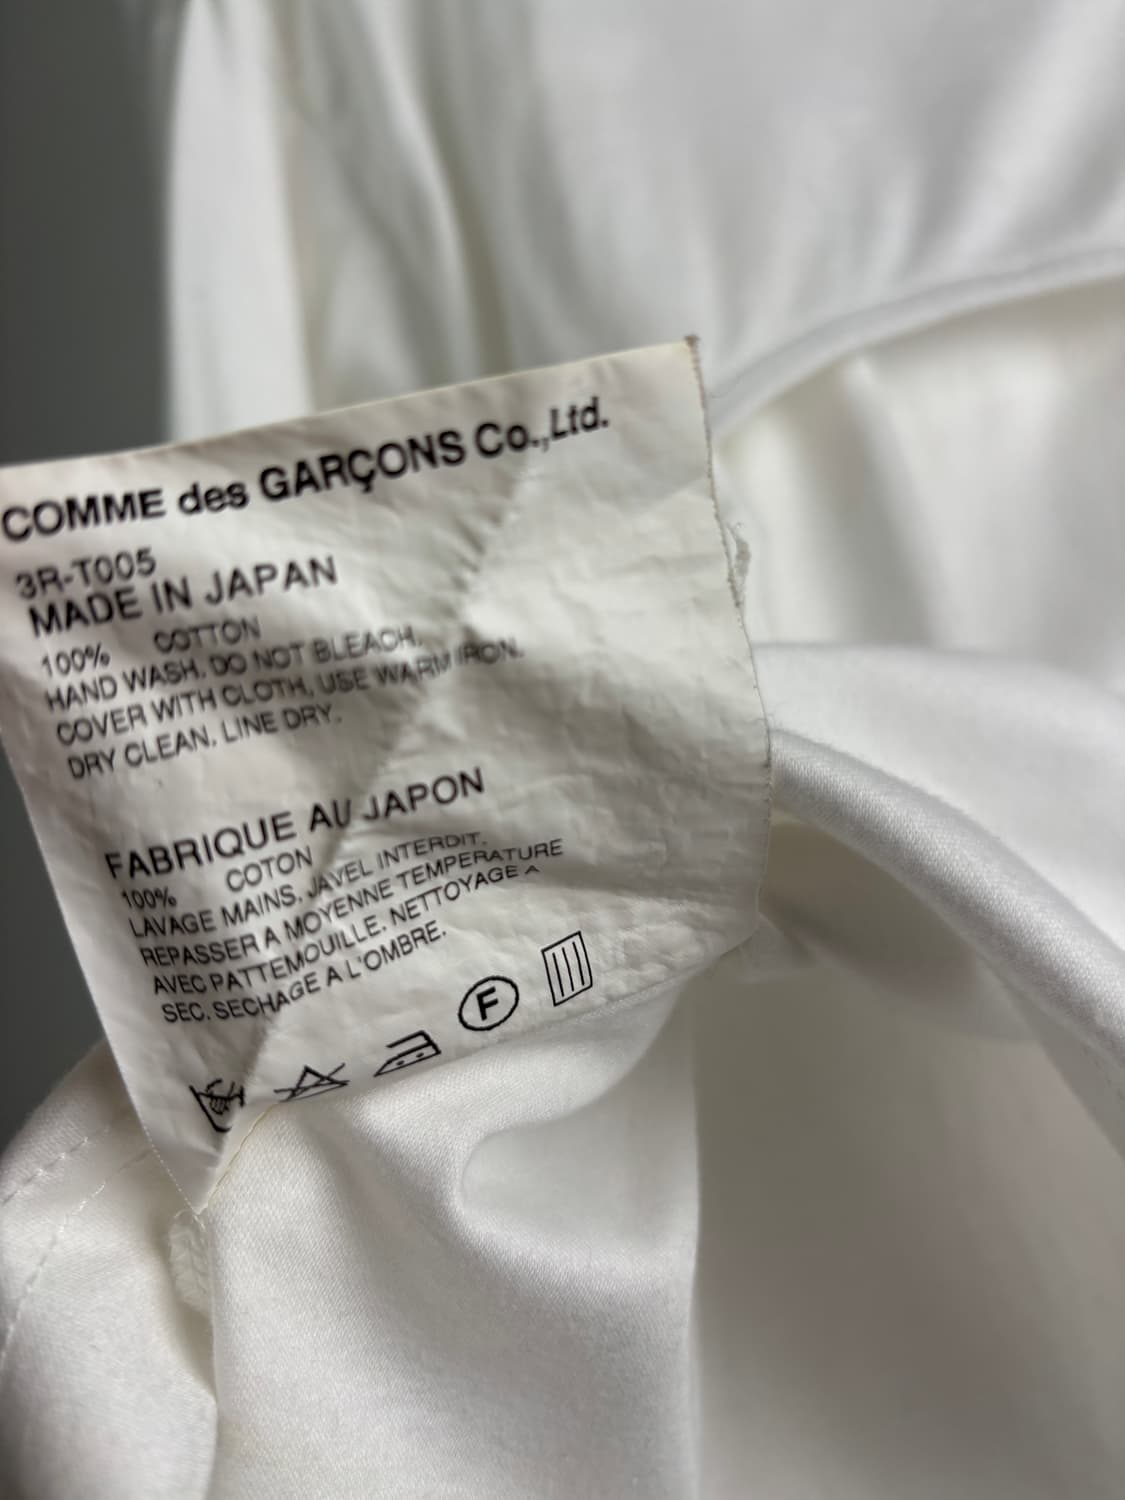 COMME des GARÇONS Co.,Ltd.
3R-T005
MADE IN JAPAN
100% COTTON
HAND WASH. DO NOT BLEACH.
COVER WITH CLOTH, USE WARM IRON.
DRY CLEAN. LINE DRY.
FABRIQUE AU JAPON
100% COTON
LAVAGE MAINS. JAVEL INTERDIT.
REPASSER A MOYENNE TEMPERATURE
AVEC PATTEMOUILLE. NETTOYAGE A
SEC. SECHAGE A L'OMBRE.
F